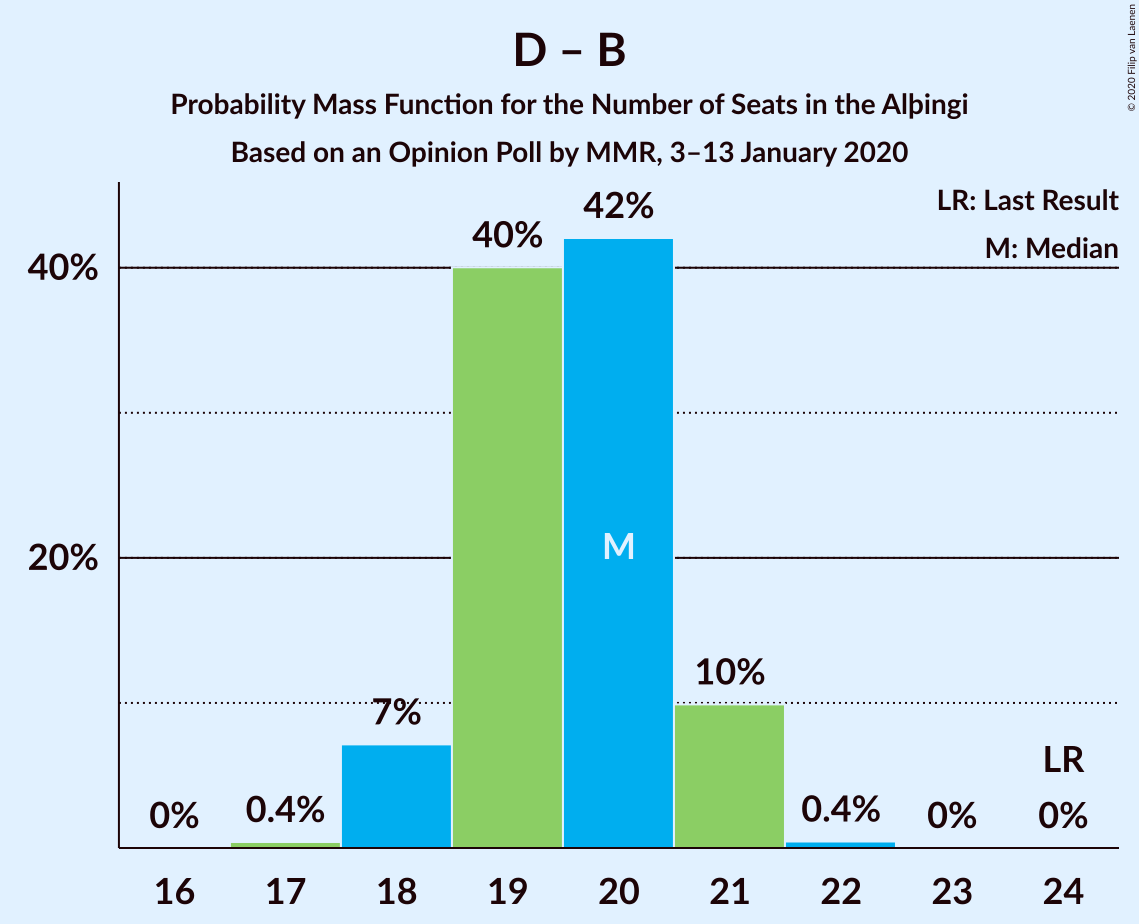 D – B
Probability Mass Function for the Number of Seats in the Alþingi
Based on an Opinion Poll by MMR, 3–13 January 2020
© 2020 Filip van Laenen
LR: Last Result
M: Median
40%
20%
0%
0.4%
7%
40%
42%
M
10%
0.4%
0%
LR
0%
16 17 18 19 20 21 22 23 24